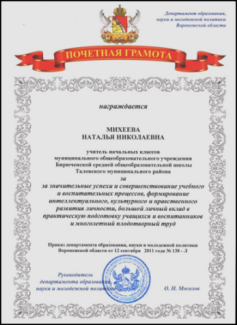 Департамент образования,
науки и молодежной политики
Воронежской области
ПОЧЕТНАЯ ГРАМОТА
награждается
МИХЕЕВА
НАТАЛЬЯ НИКОЛАЕВНА
учитель начальных классов
муниципального общеобразовательного учреждения
Бирюченской средней общеобразовательной школы
Таловского муниципального района
за
за значительные успехи и совершенствование учебного
и воспитательных процессов, формирование
интеллектуального, культурного и нравственного
развития личности, большой личный вклад в
практическую подготовку учащихся и воспитанников
и многолетний плодотворный труд
Приказ департамента образования, науки и молодежной политики
Воронежской области от 12 сентября 2011 года № 130 - Л
Руководитель
департамента образования,
науки и молодежной политики
О. Н. Мосолов